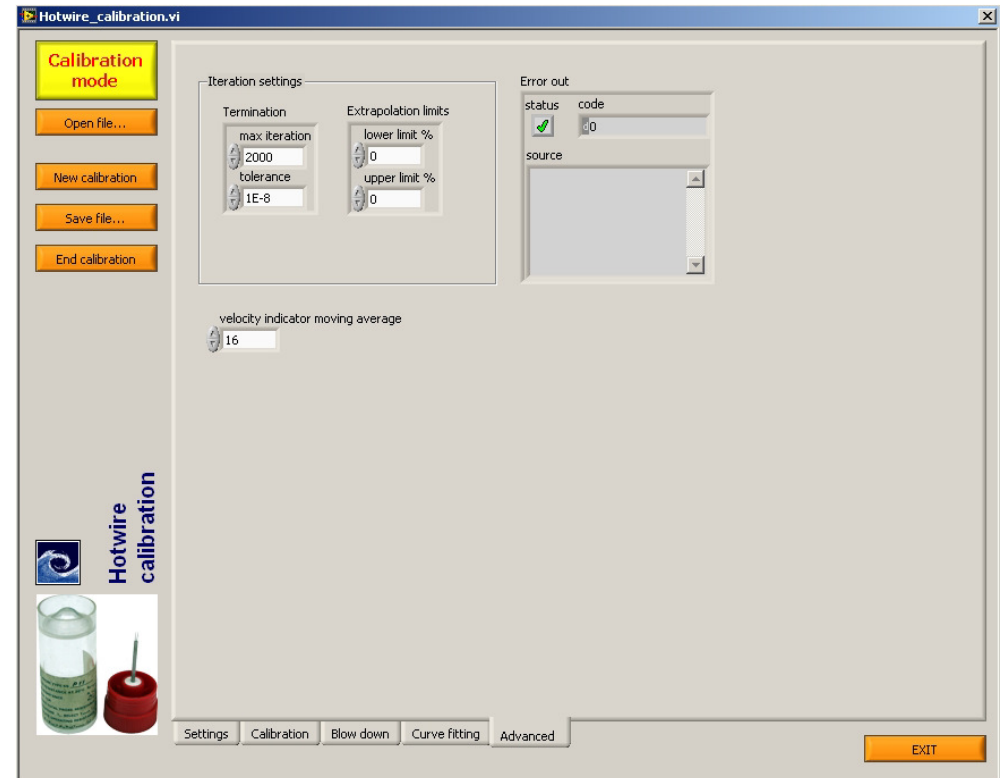 Hotwire_calibration.vi
Calibration
mode
Open file...
New calibration
Save file...
End calibration
Iteration settings
Termination
max iteration
2000
tolerance
1E-8
Extrapolation limits
lower limit %
0
upper limit %
0
velocity indicator moving average
16
Error out
status
code
d0
source
Hotwire
calibration
Settings
Calibration
Blow down
Curve fitting
Advanced
EXIT